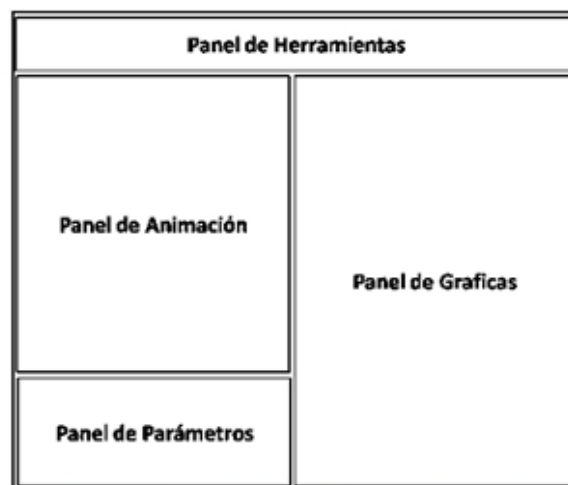 Panel de Herramientas
Panel de Animación
Panel de Graficas
Panel de Parámetros